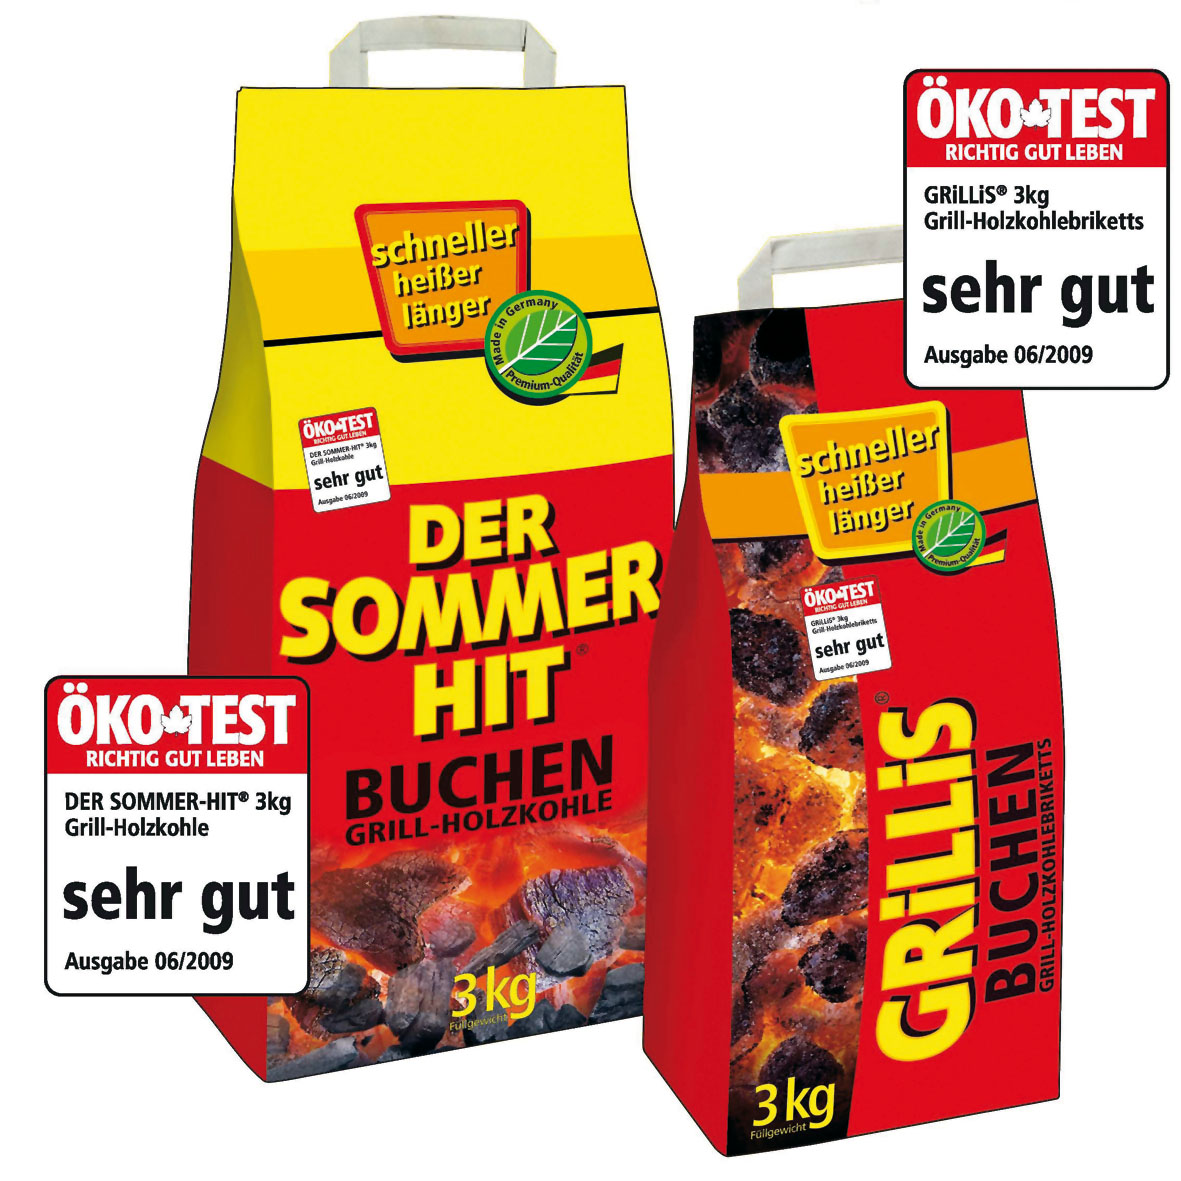 schneller
heißer
länger
Made in Germany
Premium-Qualität
ÖKO TEST
RICHTIG GUT LEBEN
DER SOMMER-HIT® 3kg
Grill-Holzkohle
sehr gut
Ausgabe 06/2009
DER
SOMMER
HIT®
BUCHEN
GRILL-HOLZKOHLE
3 kg
Füllgewicht
ÖKO TEST
RICHTIG GUT LEBEN
DER SOMMER-HIT® 3kg
Grill-Holzkohle
sehr gut
Ausgabe 06/2009
ÖKO TEST
RICHTIG GUT LEBEN
GRiLLiS® 3kg
Grill-Holzkohlebriketts
sehr gut
Ausgabe 06/2009
schneller
heißer
länger
Made in Germany
Premium-Qualität
ÖKO TEST
RICHTIG GUT LEBEN
GRiLLiS® 3kg
Grill-Holzkohlebriketts
sehr gut
Ausgabe 06/2009
GRiLLiS®
BUCHEN
GRILL-HOLZKOHLEBRIKETTS
3 kg
Füllgewicht